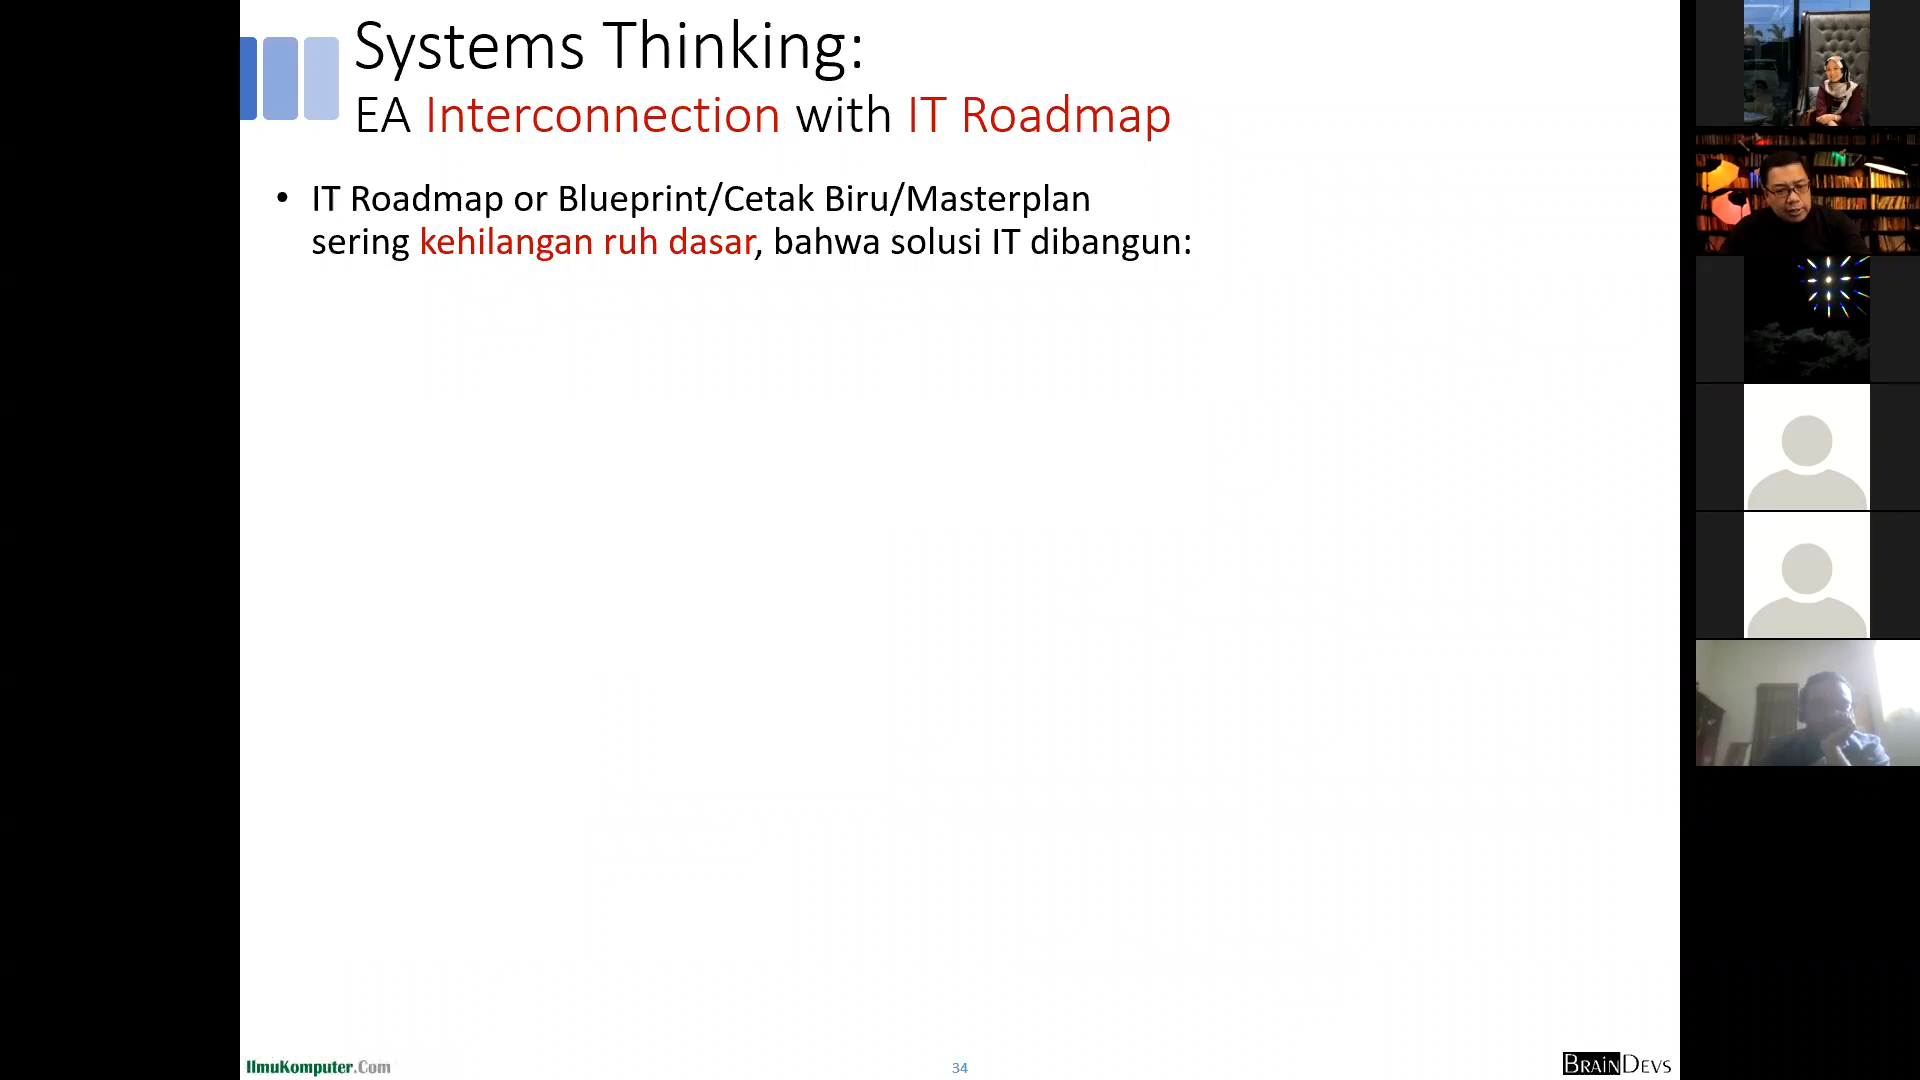 Systems Thinking:
EA Interconnection with IT Roadmap
• IT Roadmap or Blueprint/Cetak Biru/Masterplan
sering kehilangan ruh dasar, bahwa solusi IT dibangun:
IlmuKomputer.Com
34
BRAINDEVS